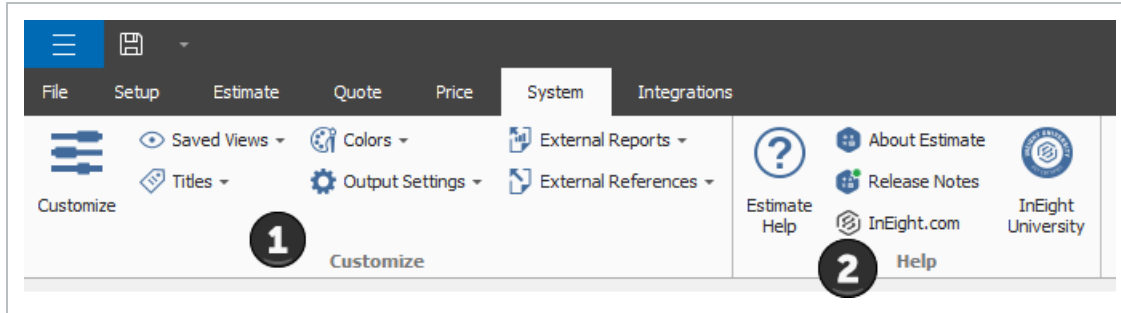 File Setup Estimate Quote Price System Integrations
Customize
Saved Views
Titles
Colors
Output Settings
External Reports
External References
1
Customize
Estimate
Help
About Estimate
Release Notes
InEight.com
InEight
University
2
Help